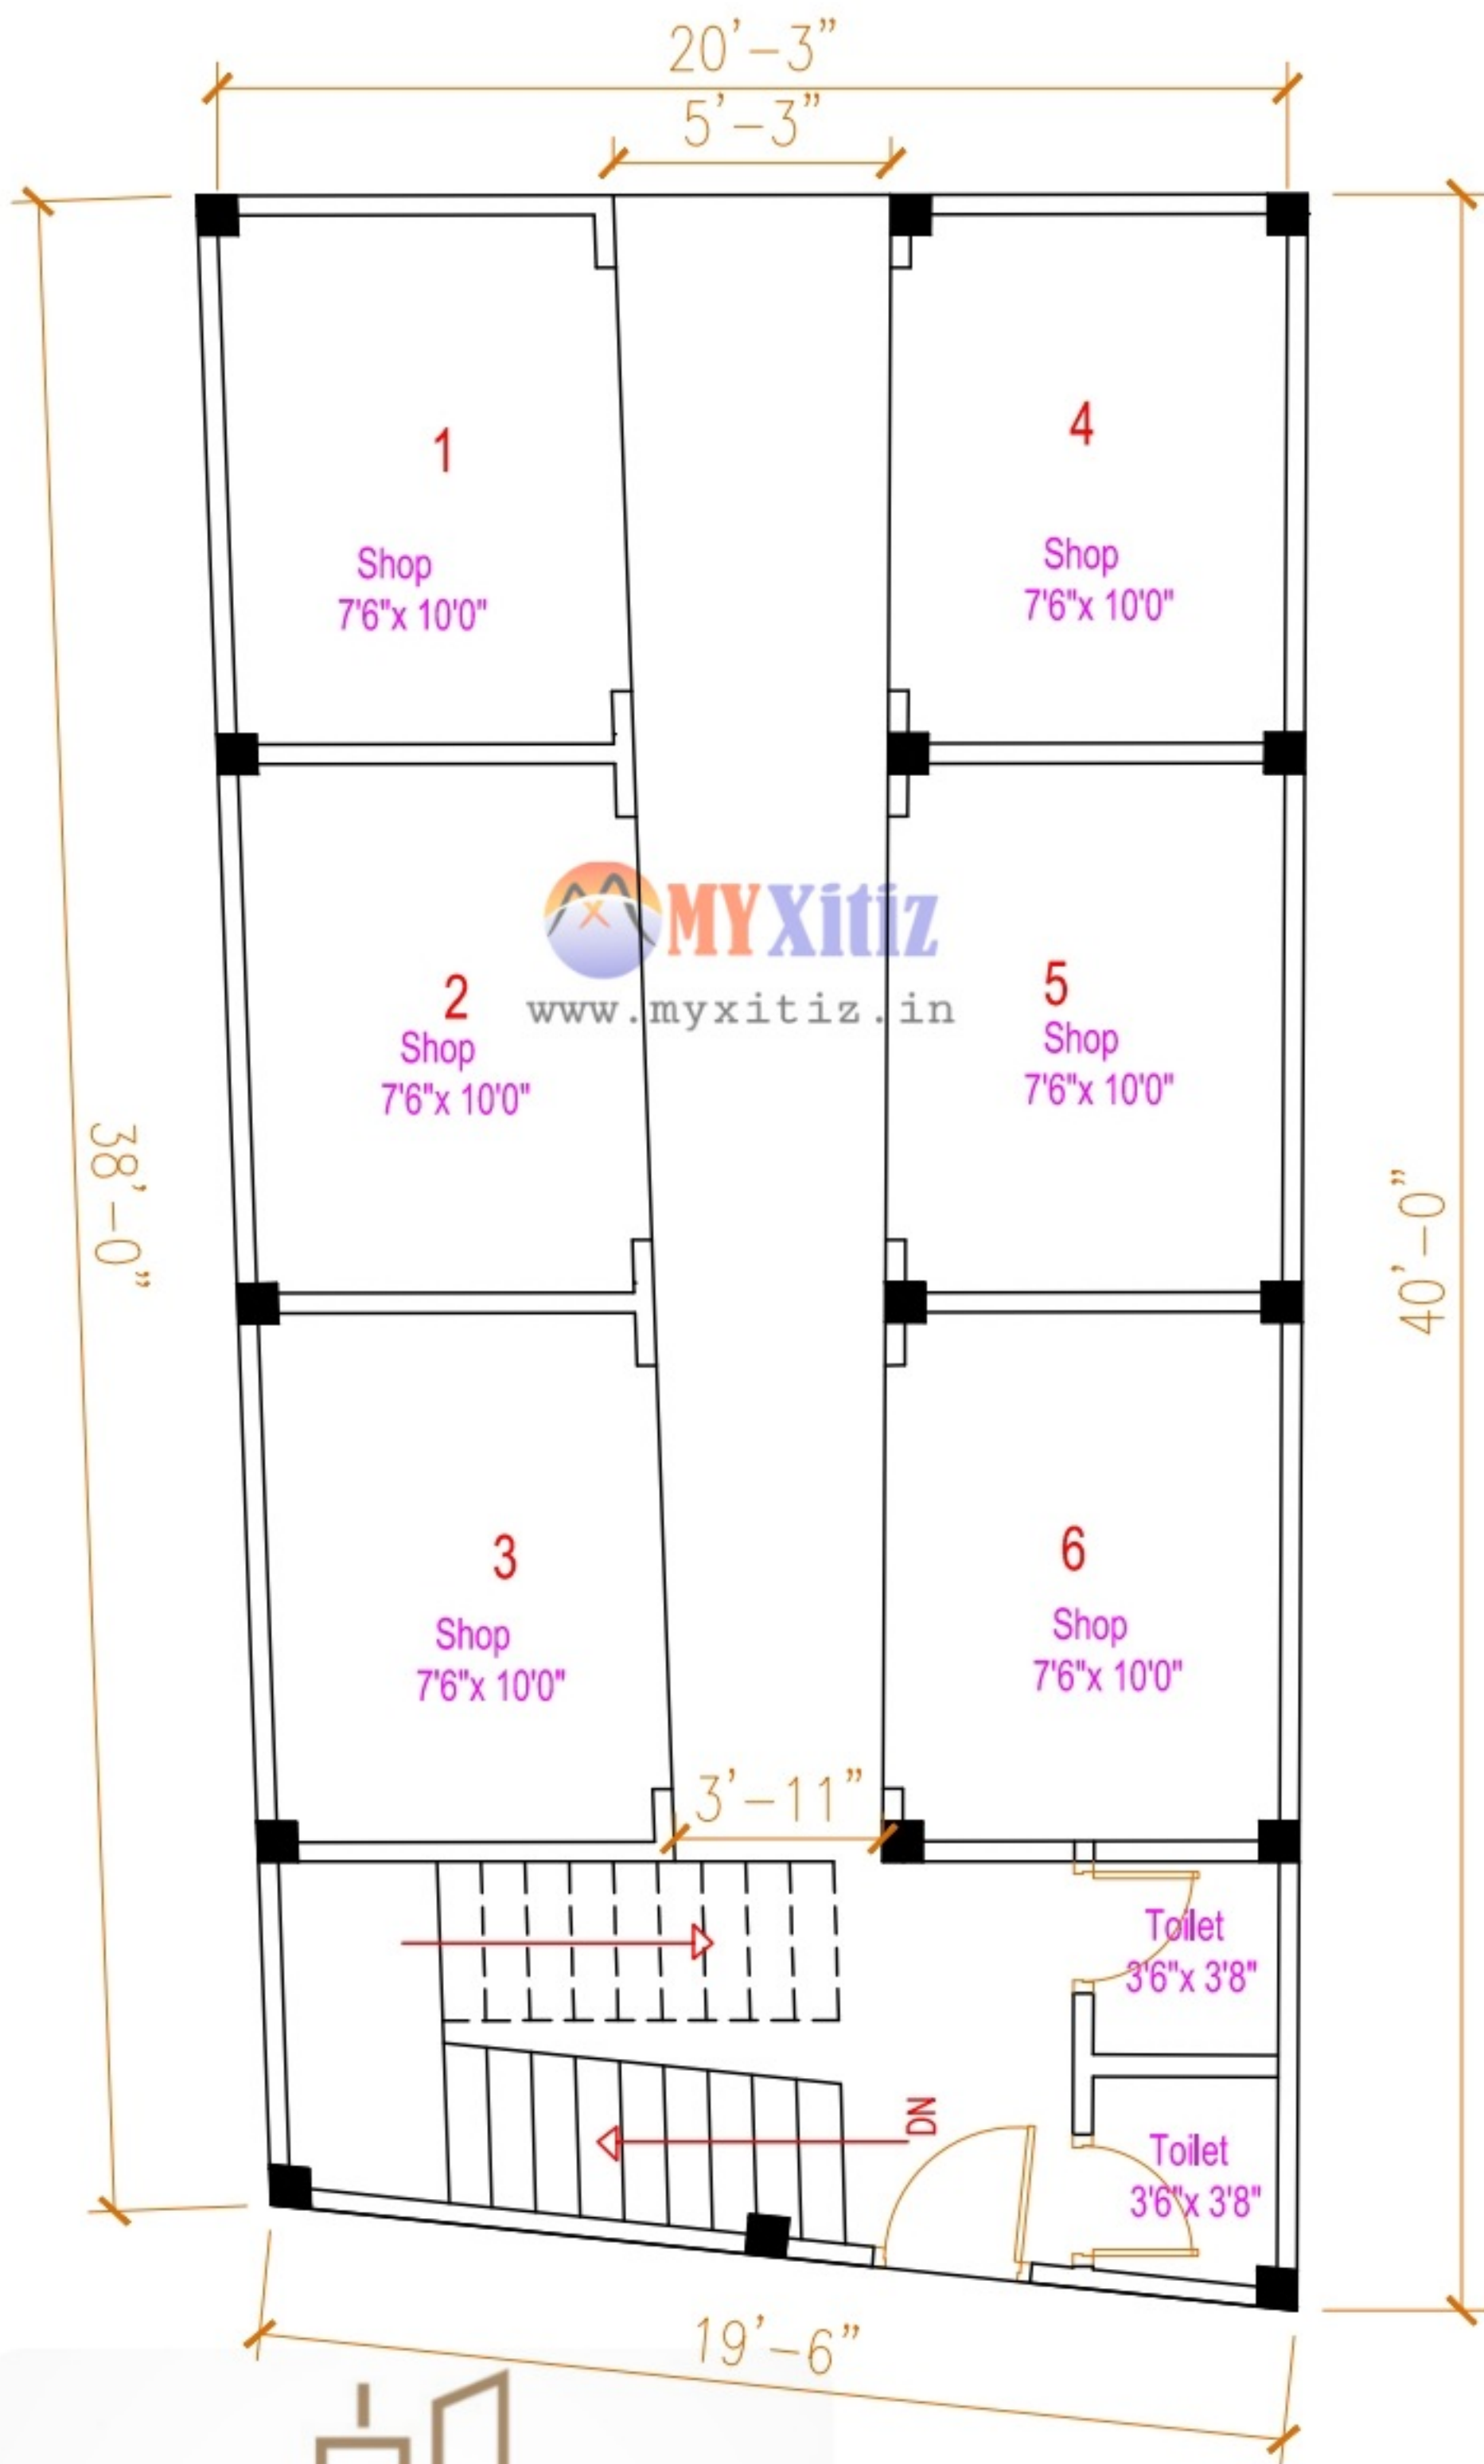 20'-3"
5'-3"
1
Shop
7'6"x 10'0"
4
Shop
7'6"x 10'0"
MYXitiz
www.myxitiz.in
2
Shop
7'6"x 10'0"
5
Shop
7'6"x 10'0"
38'-0"
40'-0"
3
Shop
7'6"x 10'0"
6
Shop
7'6"x 10'0"
3'-11"
Toilet
3'6"x 3'8"
DN
Toilet
3'6"x 3'8"
19'-6"